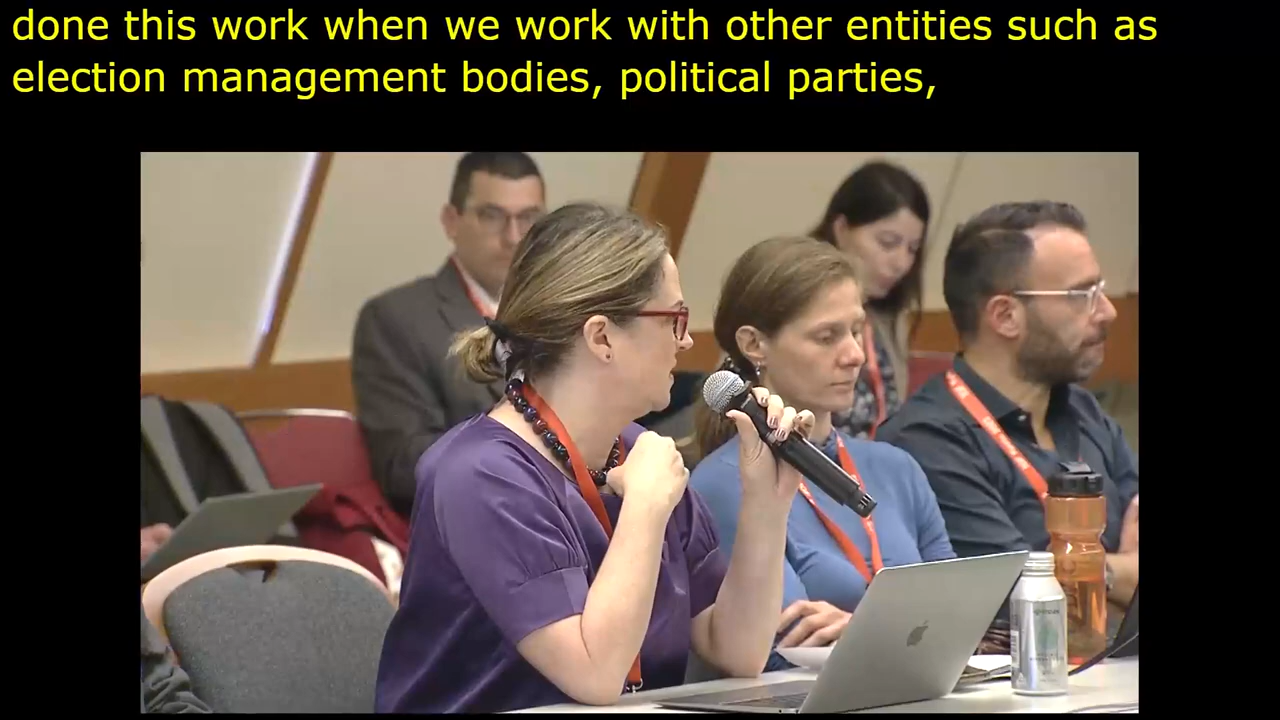 done this work when we work with other entities such as
election management bodies, political parties,